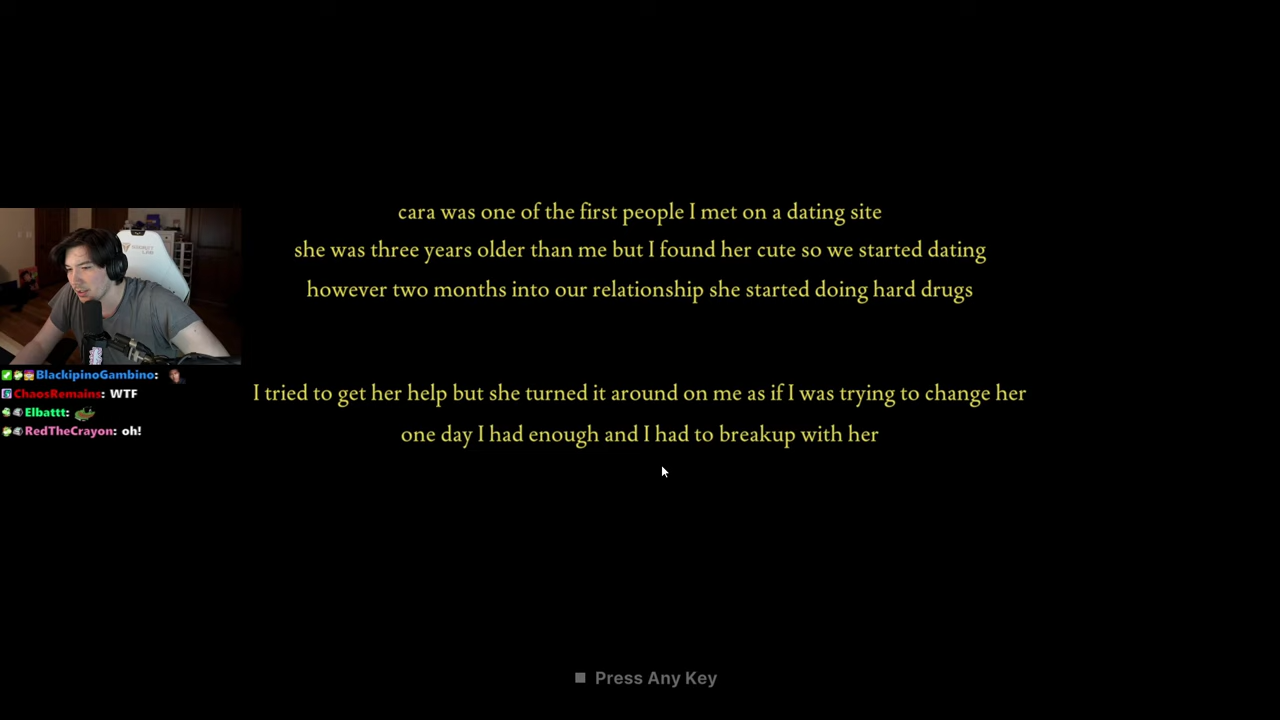 cara was one of the first people I met on a dating site
she was three years older than me but I found her cute so we started dating
however two months into our relationship she started doing hard drugs
I tried to get her help but she turned it around on me as if I was trying to change her
one day I had enough and I had to breakup with her
BlackipinoGambino:
ChaosRemains: WTF
Elbattt:
RedTheCrayon: oh!
Press Any Key